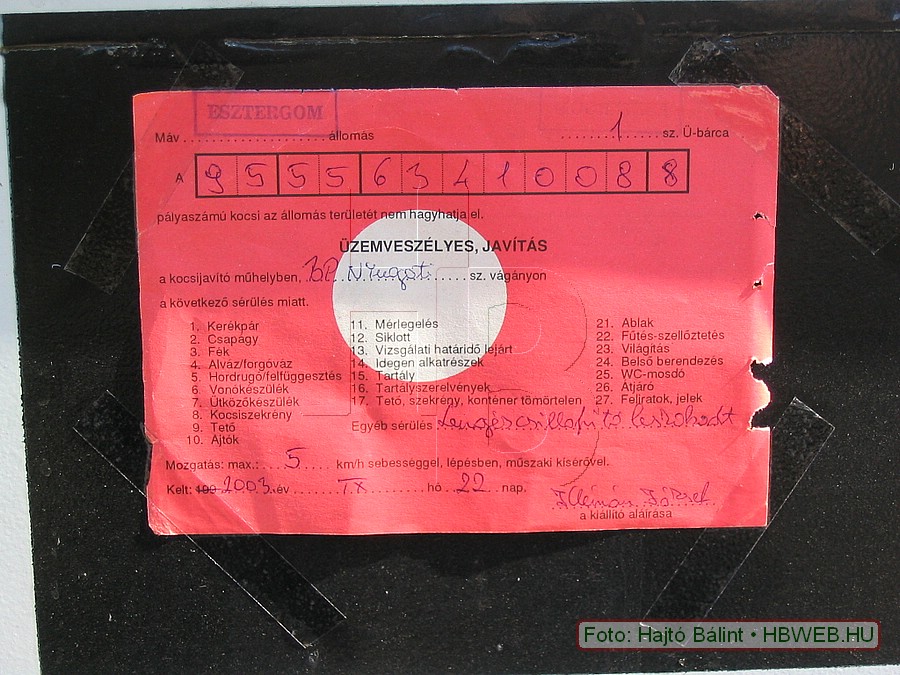 ESZTERGOM
Máv . . . . . . . . . . . . . . . . . . . . . állomás . . . . . . . . 1 . . . . . . sz. Ü-bárca
A 9 5 5 5 6 3 4 1 0 0 8 8
pályaszámú kocsi az állomás területét nem hagyhatja el.
ÜZEMVESZÉLYES, JAVÍTÁS
a kocsijavító műhelyben, BP. Nyugati . . . . . . sz. vágányon
a következő sérülés miatt.
1. Kerékpár
2. Csapágy
3. Fék
4. Alváz/forgóváz
5. Hordrugó/felfüggesztés
6. Vonókészülék
7. Ütközőkészülék
8. Kocsiszekrény
9. Tető
10. Ajtók
11. Mérlegelés
12. Siklott
13. Vizsgálati határidő lejárt
14. Idegen alkatrészek
15. Tartály
16. Tartályszerelvények
17. Tető, szekrény, konténer tömörtelen
21. Ablak
22. Fűtés-szellőztetés
23. Világítás
24. Belső berendezés
25. WC-mosdó
26. Átjáró
27. Feliratok, jelek
Egyéb sérülés Lengéscsillapító leszakadt
Mozgatás: max.: . . . 5 . . . . km/h sebességgel, lépésben, műszaki kísérővel.
Kelt: 199 2003. év . . . . . . . IX . . . . . . . . hó . . 22 . . nap.
József
a kiállító aláírása
Foto: Hajtó Bálint • HBWEB.HU